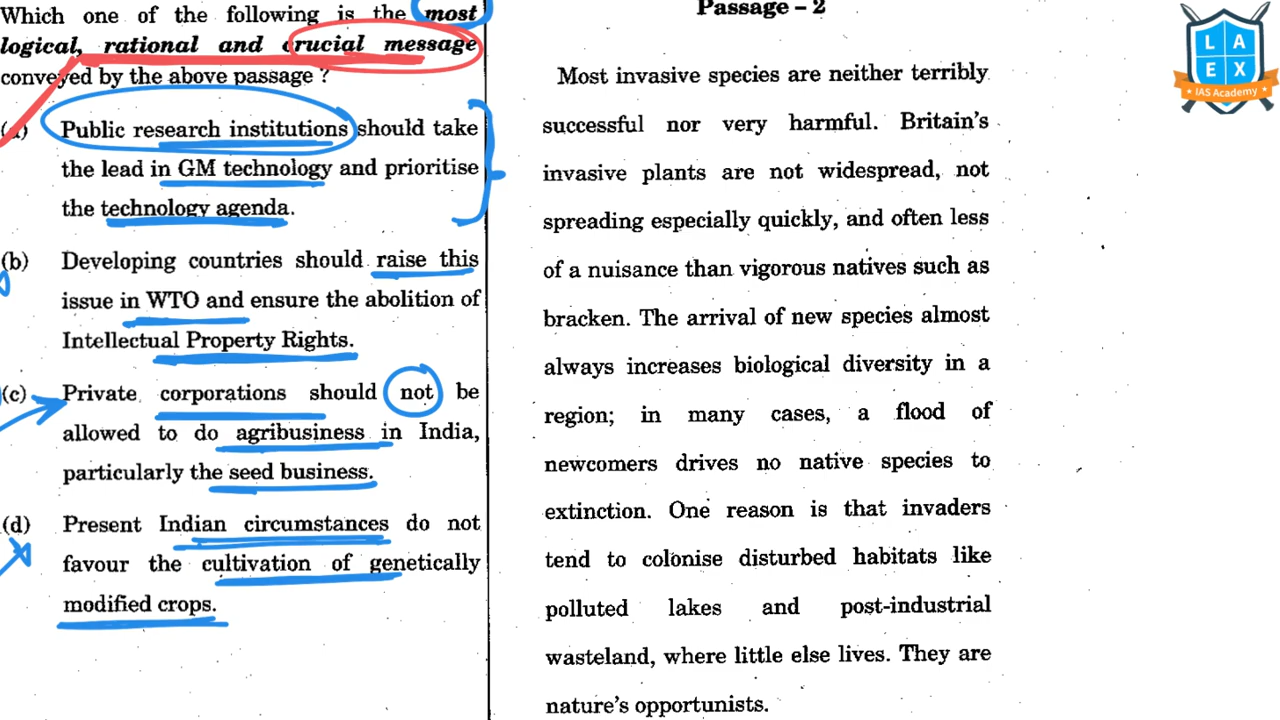 Which one of the following is the most
logical, rational and crucial message
conveyed by the above passage ?
(a) Public research institutions should take
the lead in GM technology and prioritise
the technology agenda.
(b) Developing countries should raise this
issue in WTO and ensure the abolition of
Intellectual Property Rights.
(c) Private corporations should not be
allowed to do agribusiness in India,
particularly the seed business.
(d) Present Indian circumstances do not
favour the cultivation of genetically
modified crops.
Passage – 2
Most invasive species are neither terribly
successful nor very harmful. Britain's
invasive plants are not widespread, not
spreading especially quickly, and often less
of a nuisance than vigorous natives such as
bracken. The arrival of new species almost
always increases biological diversity in a
region; in many cases, a flood of
newcomers drives no native species to
extinction. One reason is that invaders
tend to colonise disturbed habitats like
polluted lakes and post-industrial
wasteland, where little else lives. They are
nature's opportunists.
L A
E X
IAS Academy